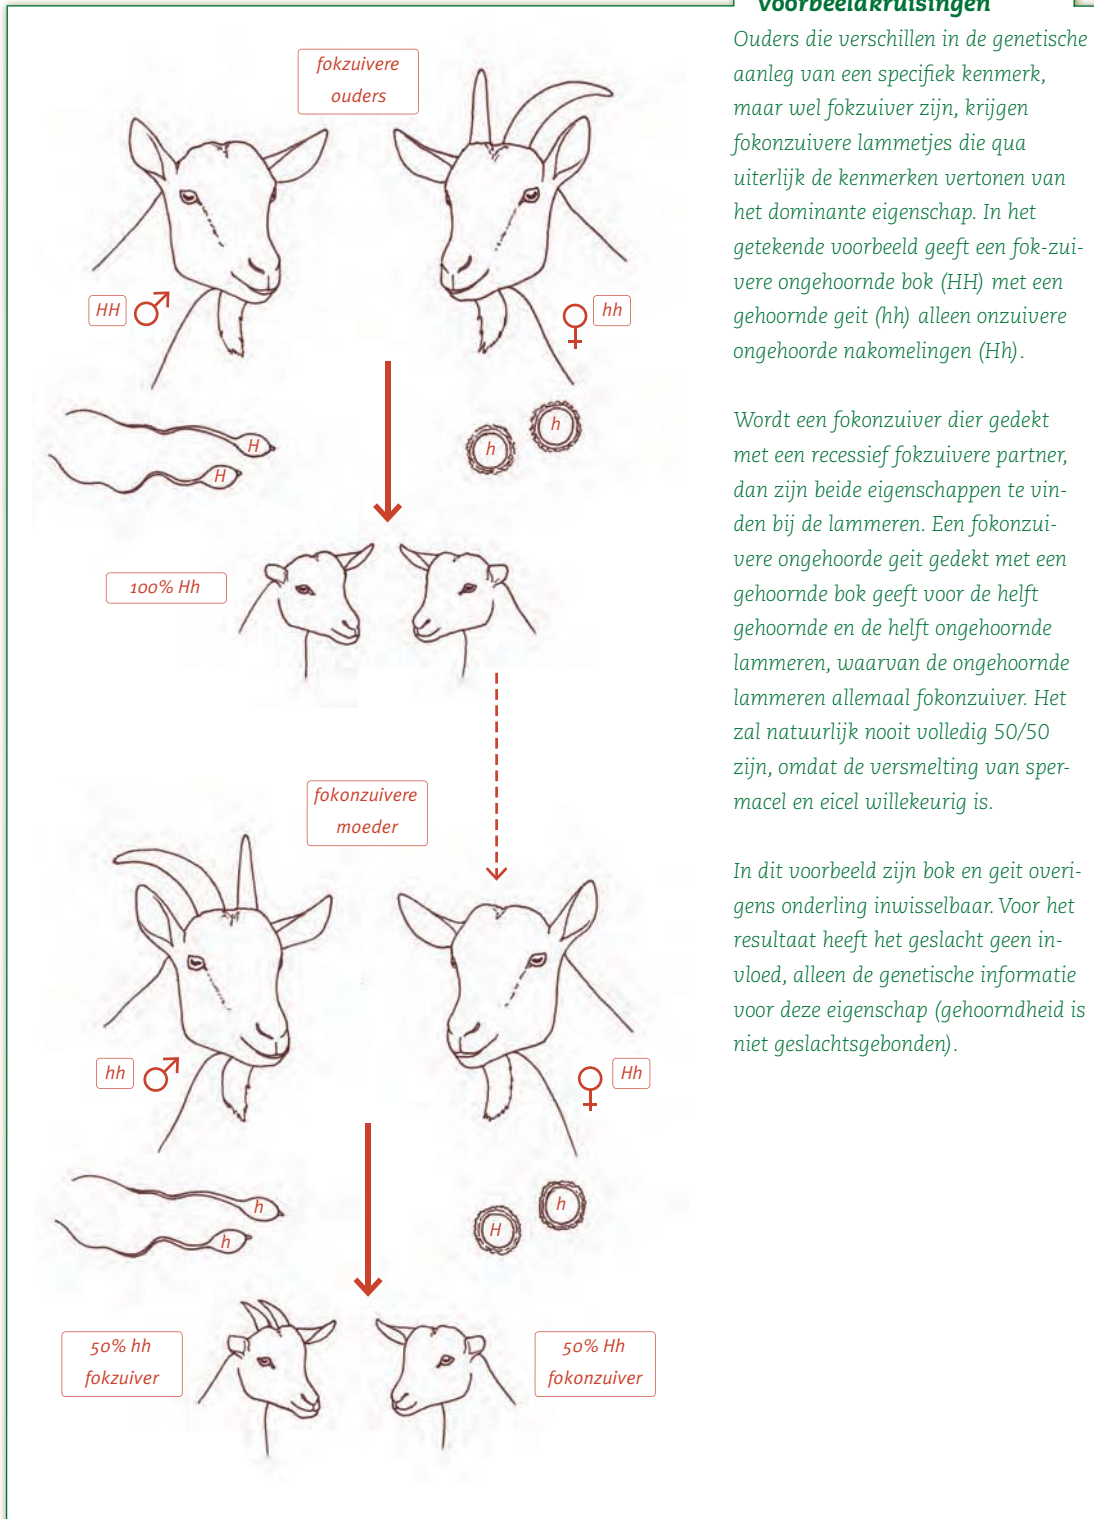 Voorbeeldkruisingen
Ouders die verschillen in de genetische
aanleg van een specifiek kenmerk,
maar wel fokzuiver zijn, krijgen
fokonzuivere lammetjes die qua
uiterlijk de kenmerken vertonen van
het dominante eigenschap. In het
getekende voorbeeld geeft een fok-zui-
vere ongehoornde bok (HH) met een
gehoornde geit (hh) alleen onzuivere
ongehoorde nakomelingen (Hh).
Wordt een fokonzuiver dier gedekt
met een recessief fokzuivere partner,
dan zijn beide eigenschappen te vin-
den bij de lammeren. Een fokonzui-
vere ongehoorde geit gedekt met een
gehoornde bok geeft voor de helft
gehoornde en de helft ongehoornde
lammeren, waarvan de ongehoornde
lammeren allemaal fokonzuiver. Het
zal natuurlijk nooit volledig 50/50
zijn, omdat de versmelting van sper-
macel en eicel willekeurig is.
In dit voorbeeld zijn bok en geit overi-
gens onderling inwisselbaar. Voor het
resultaat heeft het geslacht geen in-
vloed, alleen de genetische informatie
voor deze eigenschap (gehoorndheid is
niet geslachtsgebonden).
fokzuivere
ouders
HH ♂
♀ hh
H
H
h
h
100% Hh
fokonzuivere
moeder
hh ♂
♀ Hh
h
h
h
H
50% hh
fokzuiver
50% Hh
fokonzuiver